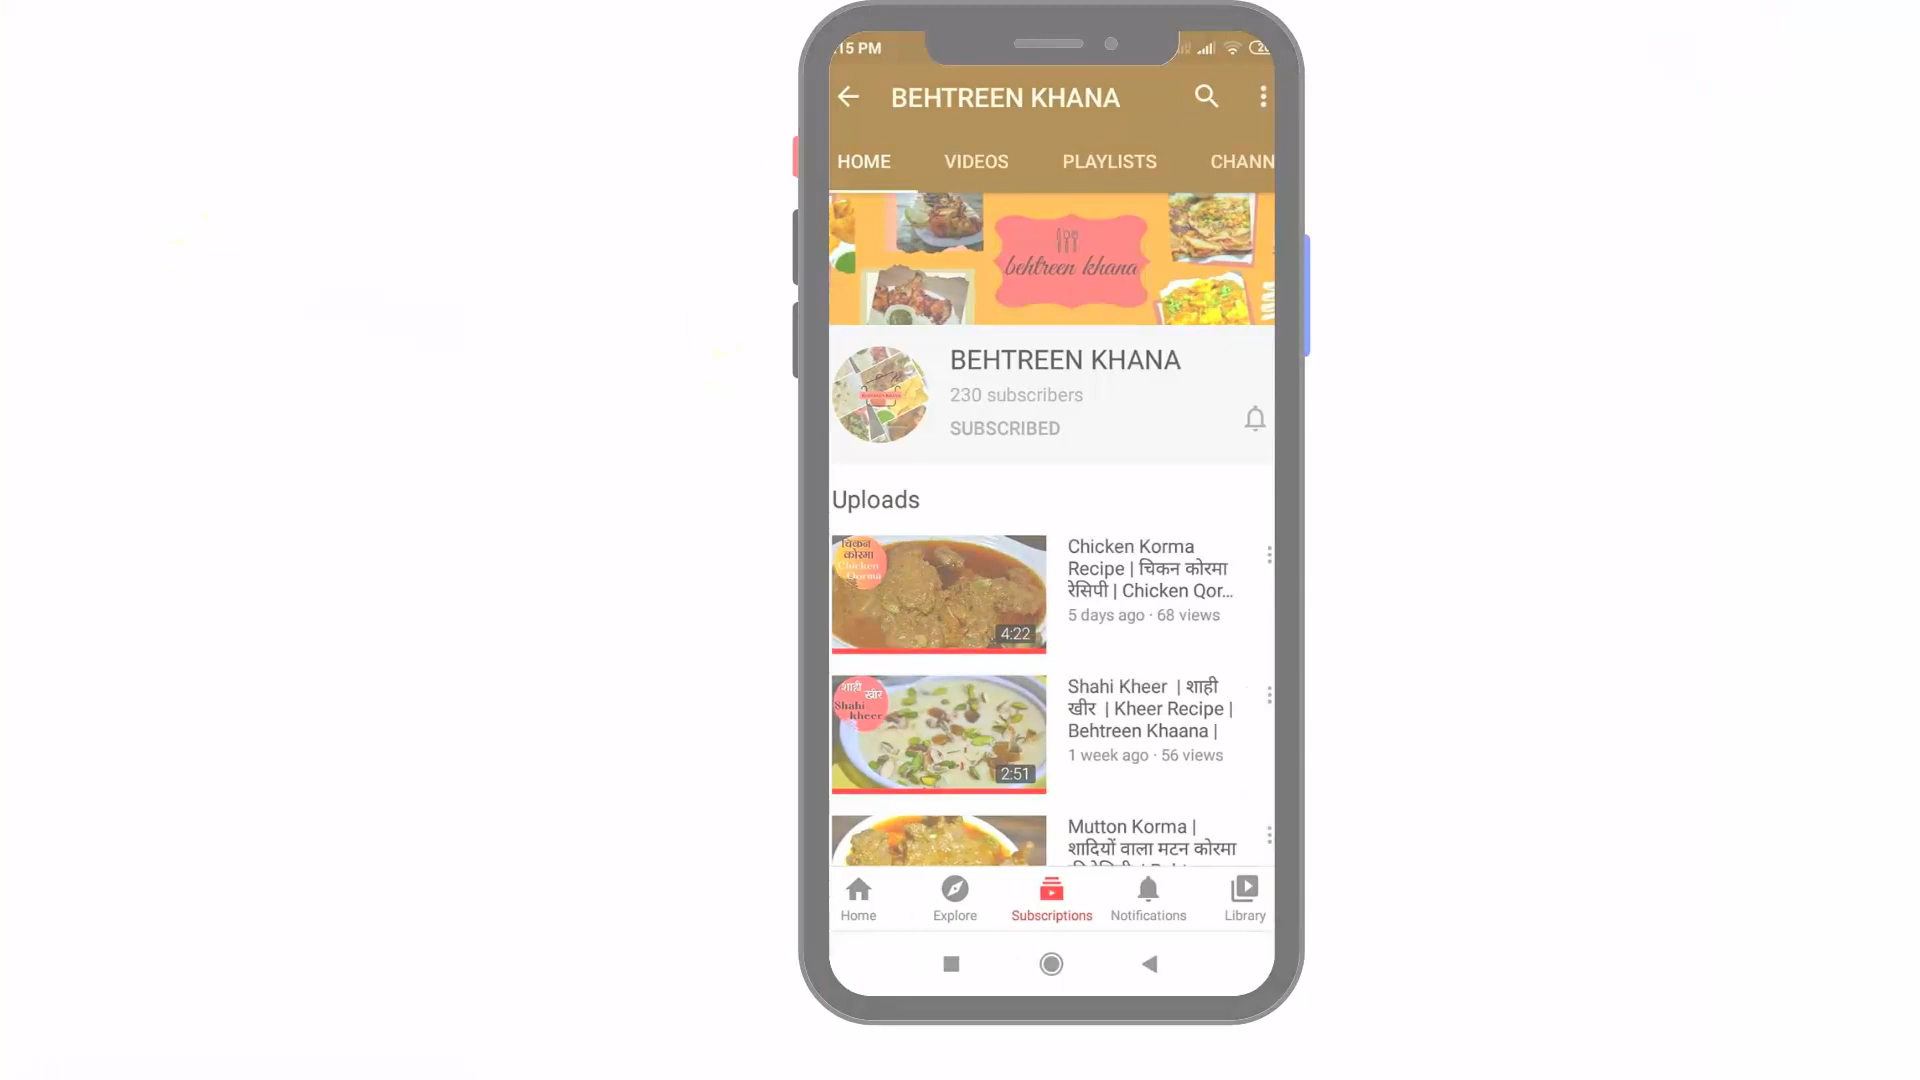 15 PM
BEHTREEN KHANA
HOME VIDEOS PLAYLISTS CHANN
behtreen khana
BEHTREEN KHANA
230 subscribers
SUBSCRIBED
Uploads
चिकन
कोरमा
Chicken
Qorma
4:22
Chicken Korma
Recipe | चिकन कोरमा
रेसिपी | Chicken Qor...
5 days ago · 68 views
शाही
खीर
Shahi
kheer
2:51
Shahi Kheer | शाही
खीर | Kheer Recipe |
Behtreen Khaana |
1 week ago · 56 views
Mutton Korma |
शादियों वाला मटन कोरमा
Home Explore Subscriptions Notifications Library